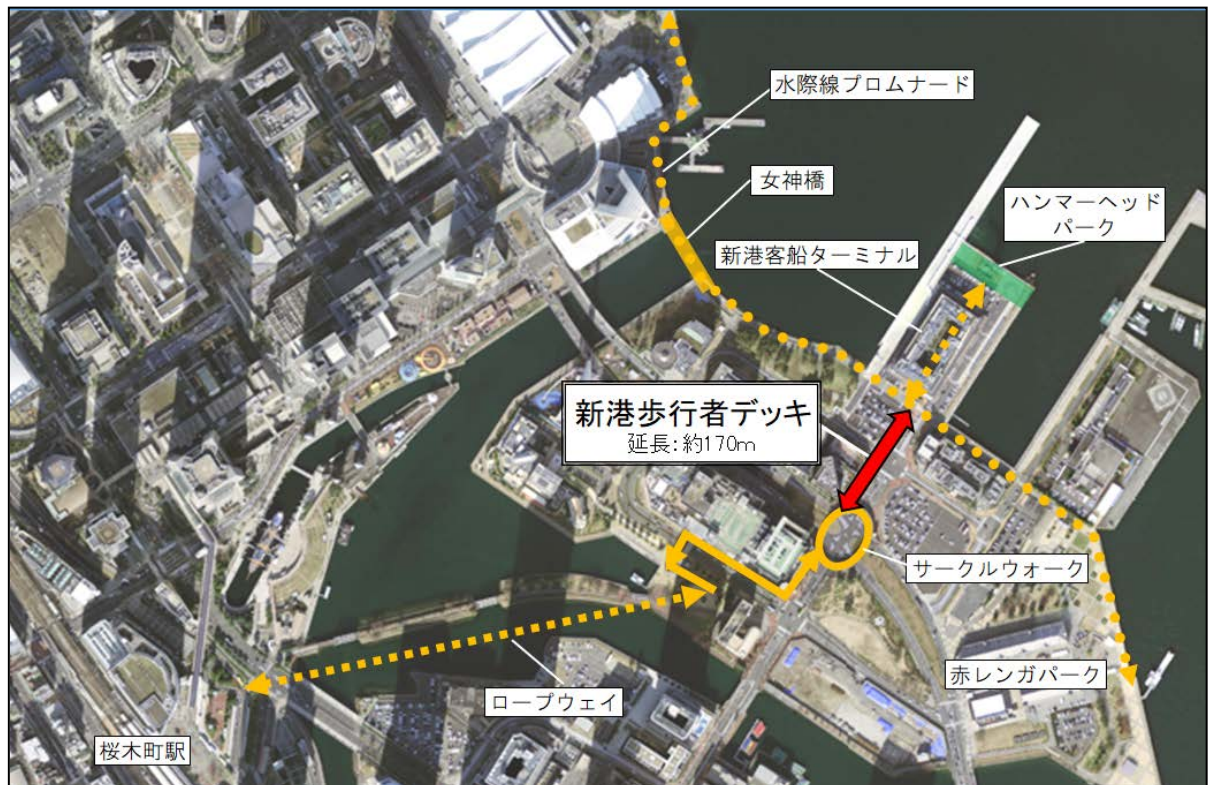 水際線プロムナード
女神橋
ハンマーヘッド
パーク
新港客船ターミナル
新港歩行者デッキ
延長：約170m
サークルウォーク
赤レンガパーク
ロープウェイ
桜木町駅